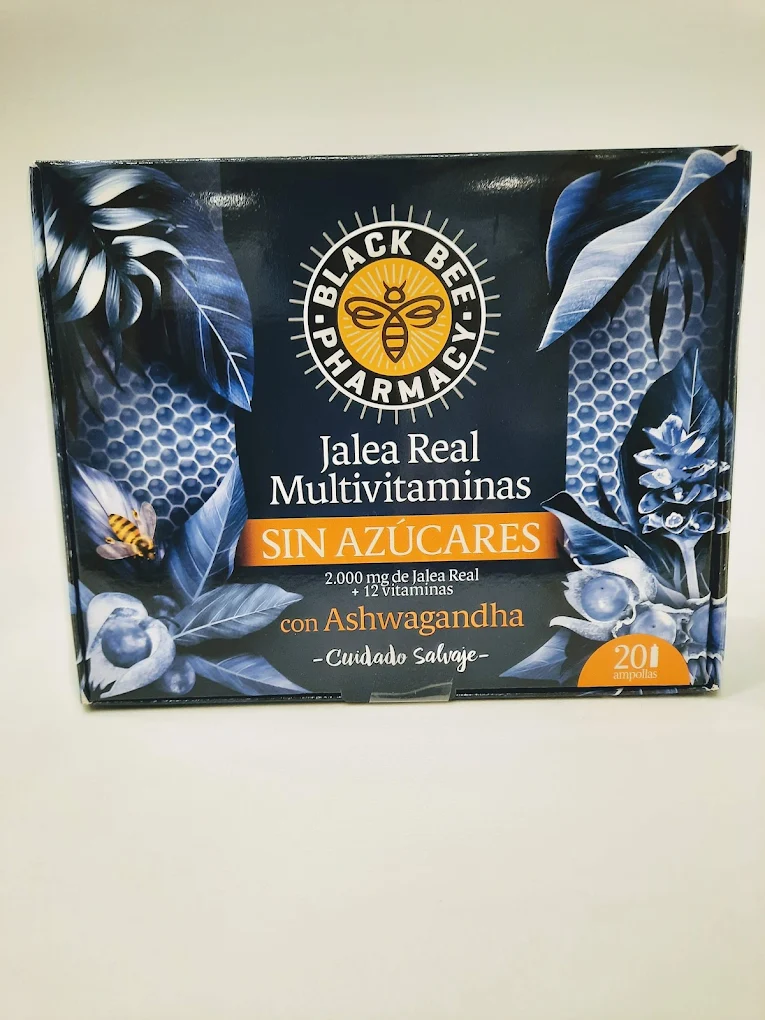 BLACK BEE
PHARMACY
Jalea Real
Multivitaminas
SIN AZÚCARES
2.000 mg de Jalea Real
+ 12 vitaminas
con Ashwagandha
-Cuidado Salvaje-
20
ampollas